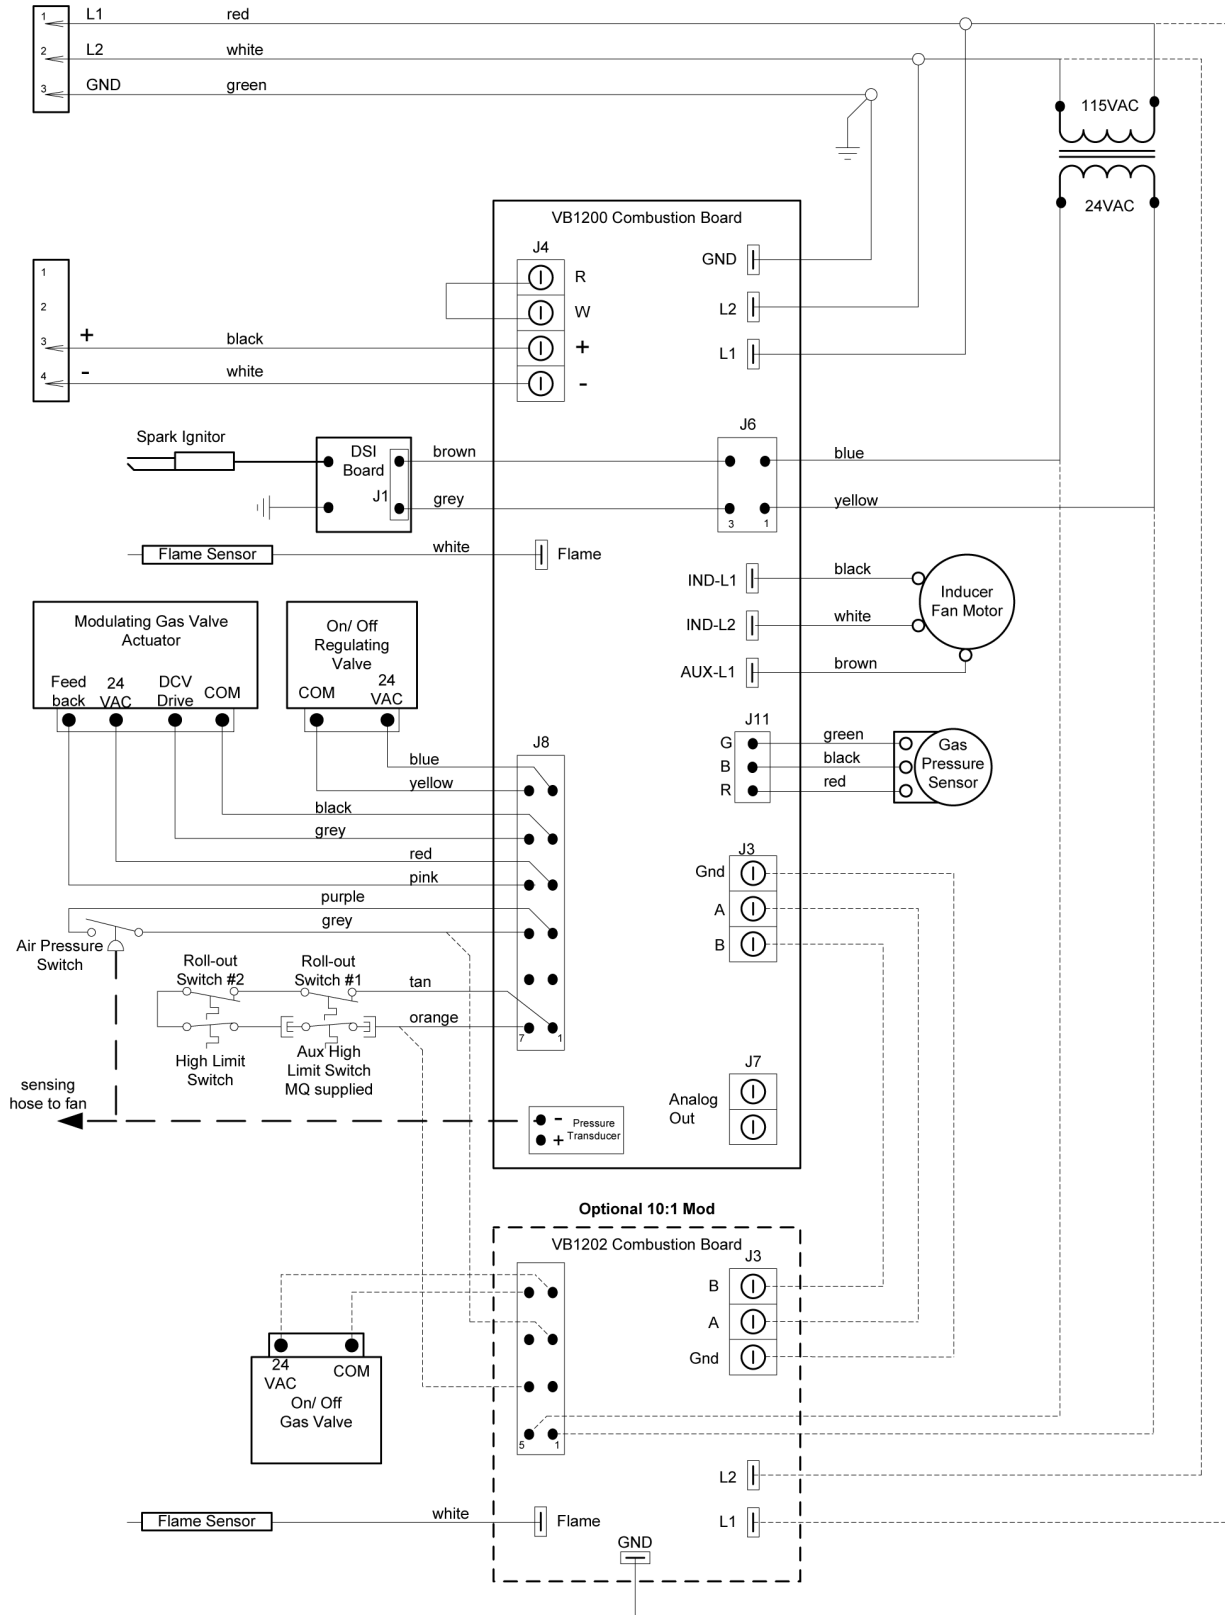 1 L1 red
2 L2 white
3 GND green
115VAC
24VAC
VB1200 Combustion Board
J4
R
W
+
-
1
2
3 + black
4 - white
GND
L2
L1
Spark Ignitor
DSI
Board
J1
brown
grey
J6
3 1
blue
yellow
Flame Sensor
white
Flame
IND-L1 black
IND-L2 white
AUX-L1 brown
Inducer
Fan Motor
Modulating Gas Valve
Actuator
Feed
back
24
VAC
DCV
Drive
COM
On/ Off
Regulating
Valve
COM
24
VAC
J8
blue
yellow
black
grey
red
pink
purple
grey
tan
orange
7 1
J11
G green
B black
R red
Gas
Pressure
Sensor
J3
Gnd
A
B
Air Pressure
Switch
Roll-out
Switch #2
Roll-out
Switch #1
High Limit
Switch
Aux High
Limit Switch
MQ supplied
sensing
hose to fan
-
+
Pressure
Transducer
J7
Analog
Out
Optional 10:1 Mod
VB1202 Combustion Board
J3
B
A
Gnd
24
VAC
COM
On/ Off
Gas Valve
5 1
L2
L1
Flame Sensor
white
Flame
GND